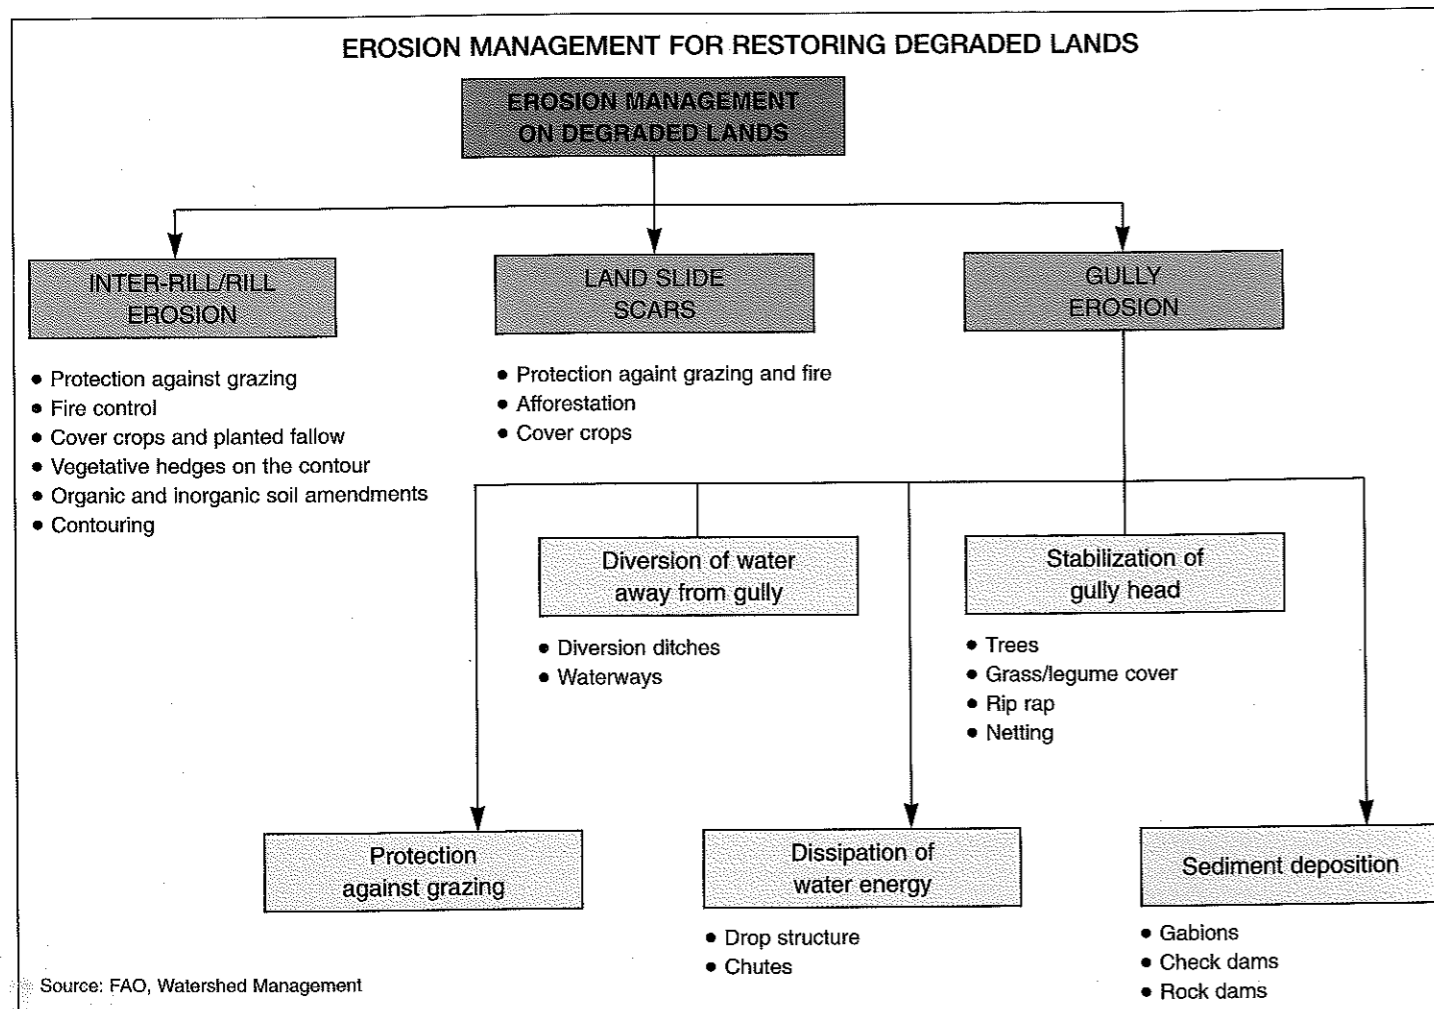 EROSION MANAGEMENT FOR RESTORING DEGRADED LANDS
EROSION MANAGEMENT
ON DEGRADED LANDS
INTER-RILL/RILL
EROSION
• Protection against grazing
• Fire control
• Cover crops and planted fallow
• Vegetative hedges on the contour
• Organic and inorganic soil amendments
• Contouring
LAND SLIDE
SCARS
• Protection againt grazing and fire
• Afforestation
• Cover crops
GULLY
EROSION
Diversion of water
away from gully
• Diversion ditches
• Waterways
Stabilization of
gully head
• Trees
• Grass/legume cover
• Rip rap
• Netting
Protection
against grazing
Dissipation of
water energy
• Drop structure
• Chutes
Sediment deposition
• Gabions
• Check dams
• Rock dams
Source: FAO, Watershed Management